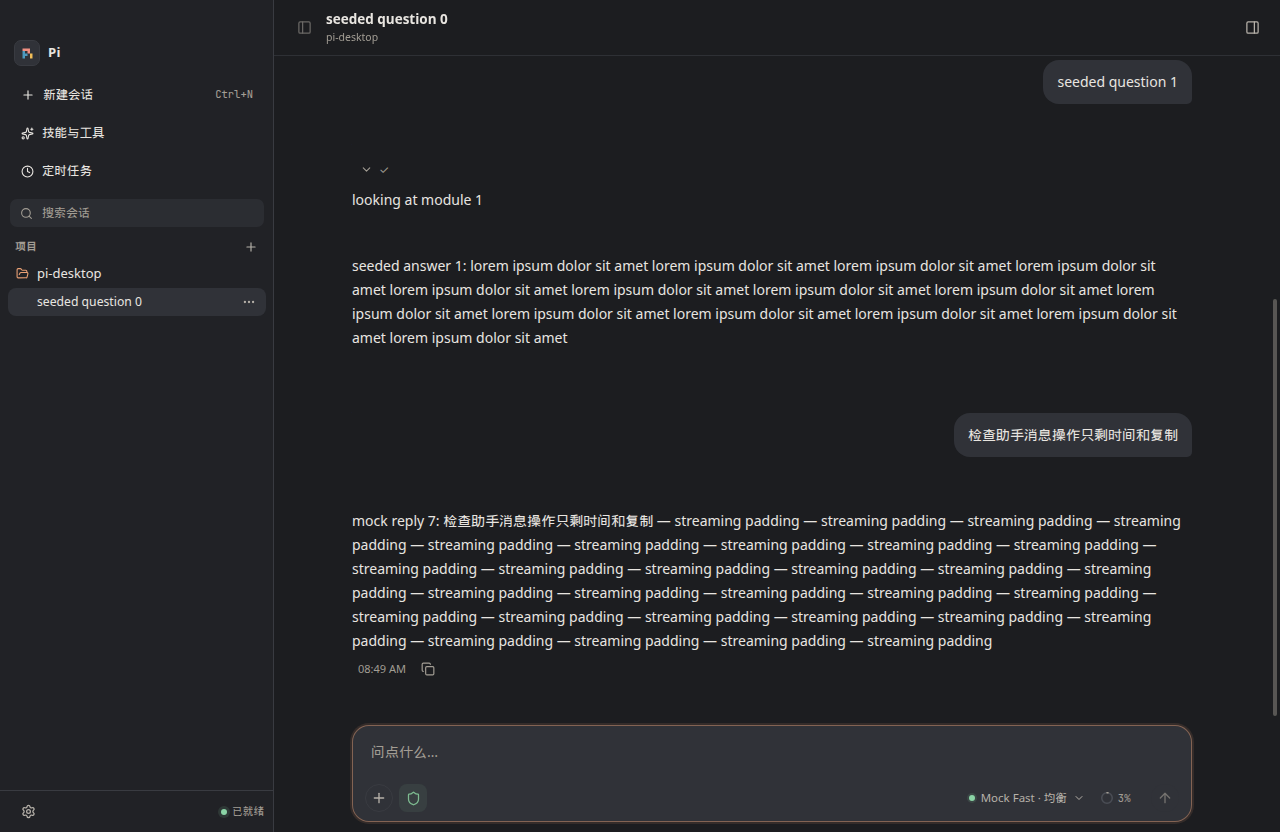 Pi
新建会话
Ctrl+N
技能与工具
定时任务
搜索会话
项目
pi-desktop
seeded question 0
已就绪
seeded question 0
pi-desktop
seeded question 1
looking at module 1
seeded answer 1: lorem ipsum dolor sit amet lorem ipsum dolor sit amet lorem ipsum dolor sit amet lorem ipsum dolor sit
amet lorem ipsum dolor sit amet lorem ipsum dolor sit amet lorem ipsum dolor sit amet lorem ipsum dolor sit amet lorem
ipsum dolor sit amet lorem ipsum dolor sit amet lorem ipsum dolor sit amet lorem ipsum dolor sit amet lorem ipsum dolor sit
amet lorem ipsum dolor sit amet
检查助手消息操作只剩时间和复制
mock reply 7: 检查助手消息操作只剩时间和复制 — streaming padding — streaming padding — streaming padding — streaming
padding — streaming padding — streaming padding — streaming padding — streaming padding — streaming padding —
streaming padding — streaming padding — streaming padding — streaming padding — streaming padding — streaming
padding — streaming padding — streaming padding — streaming padding — streaming padding — streaming padding —
streaming padding — streaming padding — streaming padding — streaming padding — streaming padding — streaming
padding — streaming padding — streaming padding — streaming padding — streaming padding
08:49 AM
问点什么...
Mock Fast · 均衡
3%